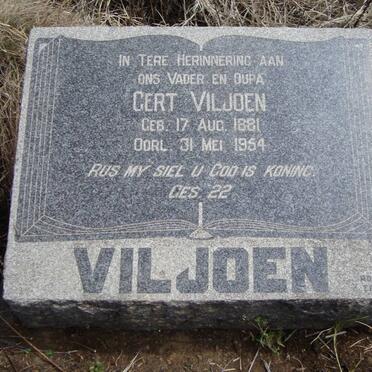 IN TERE HERINNERING AAN
ONS VADER EN OUPA
GERT VILJOEN
GEB. 17 AUG. 1881
OORL. 31 MEI 1954
RUS MY SIEL U GOD IS KONING.
GES. 22
VILJOEN